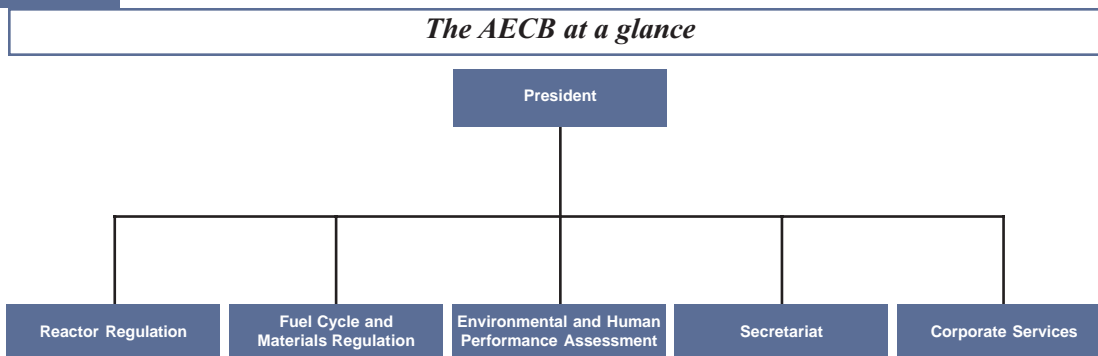 The AECB at a glance
President
Reactor Regulation
Fuel Cycle and
Materials Regulation
Environmental and Human
Performance Assessment
Secretariat
Corporate Services